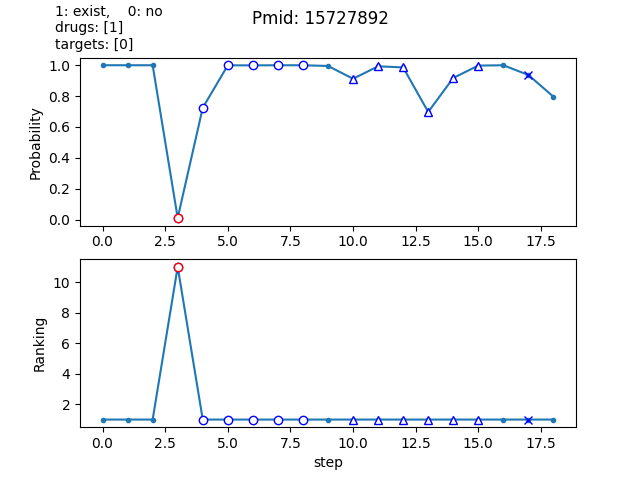 1: exist,    0: no
drugs: [1]
targets: [0]
Pmid: 15727892
Probability
1.0
0.8
0.6
0.4
0.2
0.0
0.0 2.5 5.0 7.5 10.0 12.5 15.0 17.5
Ranking
10
8
6
4
2
0.0 2.5 5.0 7.5 10.0 12.5 15.0 17.5
step